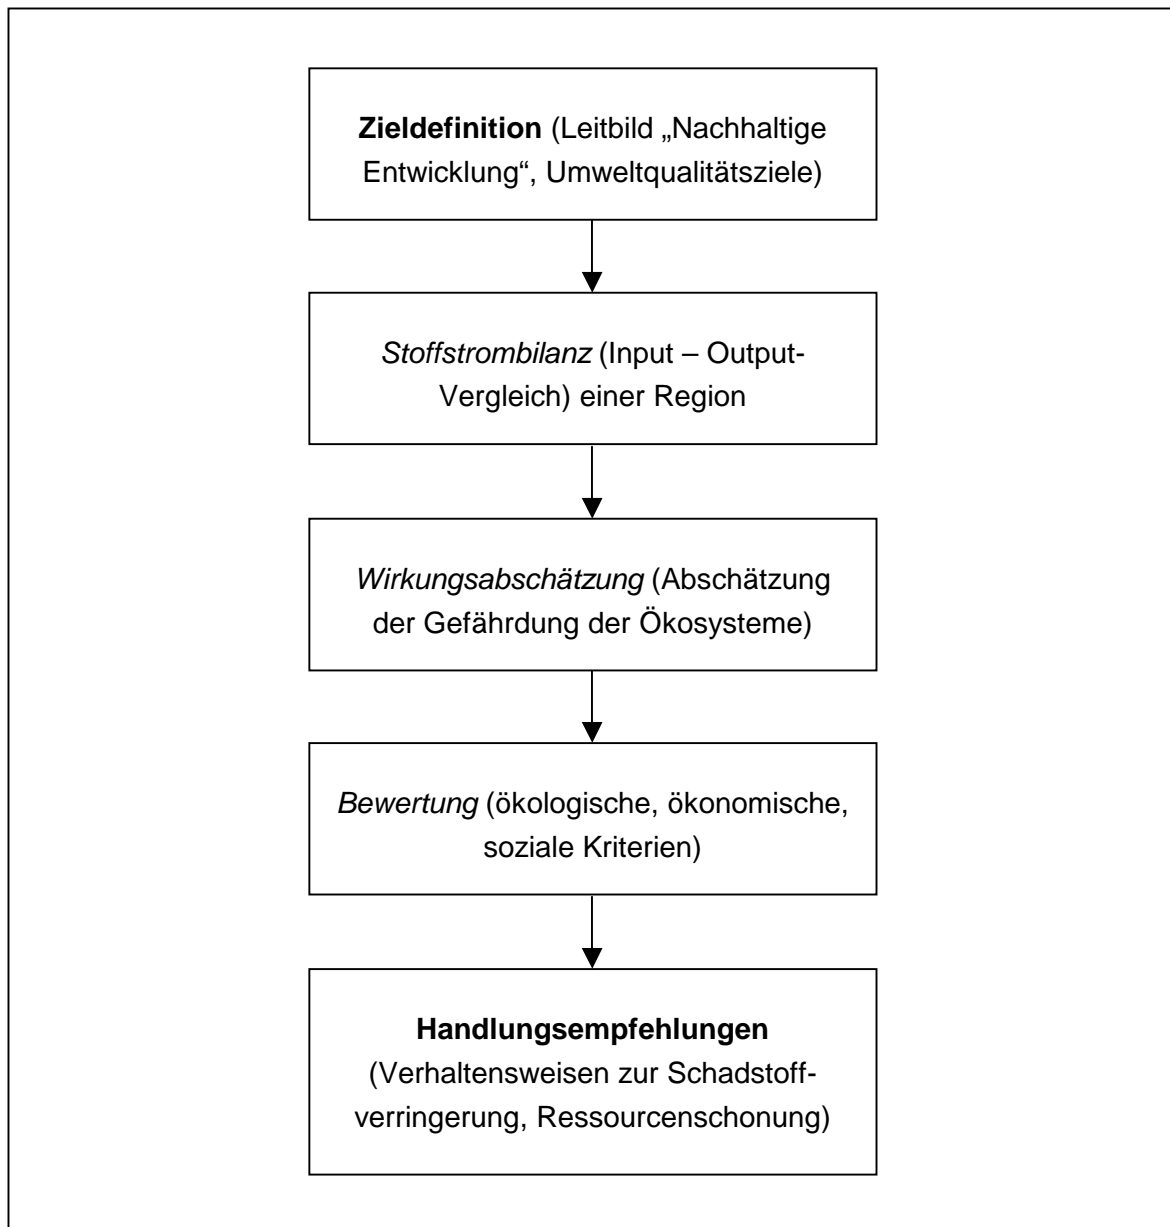 Zieldefinition (Leitbild „Nachhaltige
Entwicklung“, Umweltqualitätsziele)
Stoffstrombilanz (Input – Output-
Vergleich) einer Region
Wirkungsabschätzung (Abschätzung
der Gefährdung der Ökosysteme)
Bewertung (ökologische, ökonomische,
soziale Kriterien)
Handlungsempfehlungen
(Verhaltensweisen zur Schadstoff-
verringerung, Ressourcenschonung)